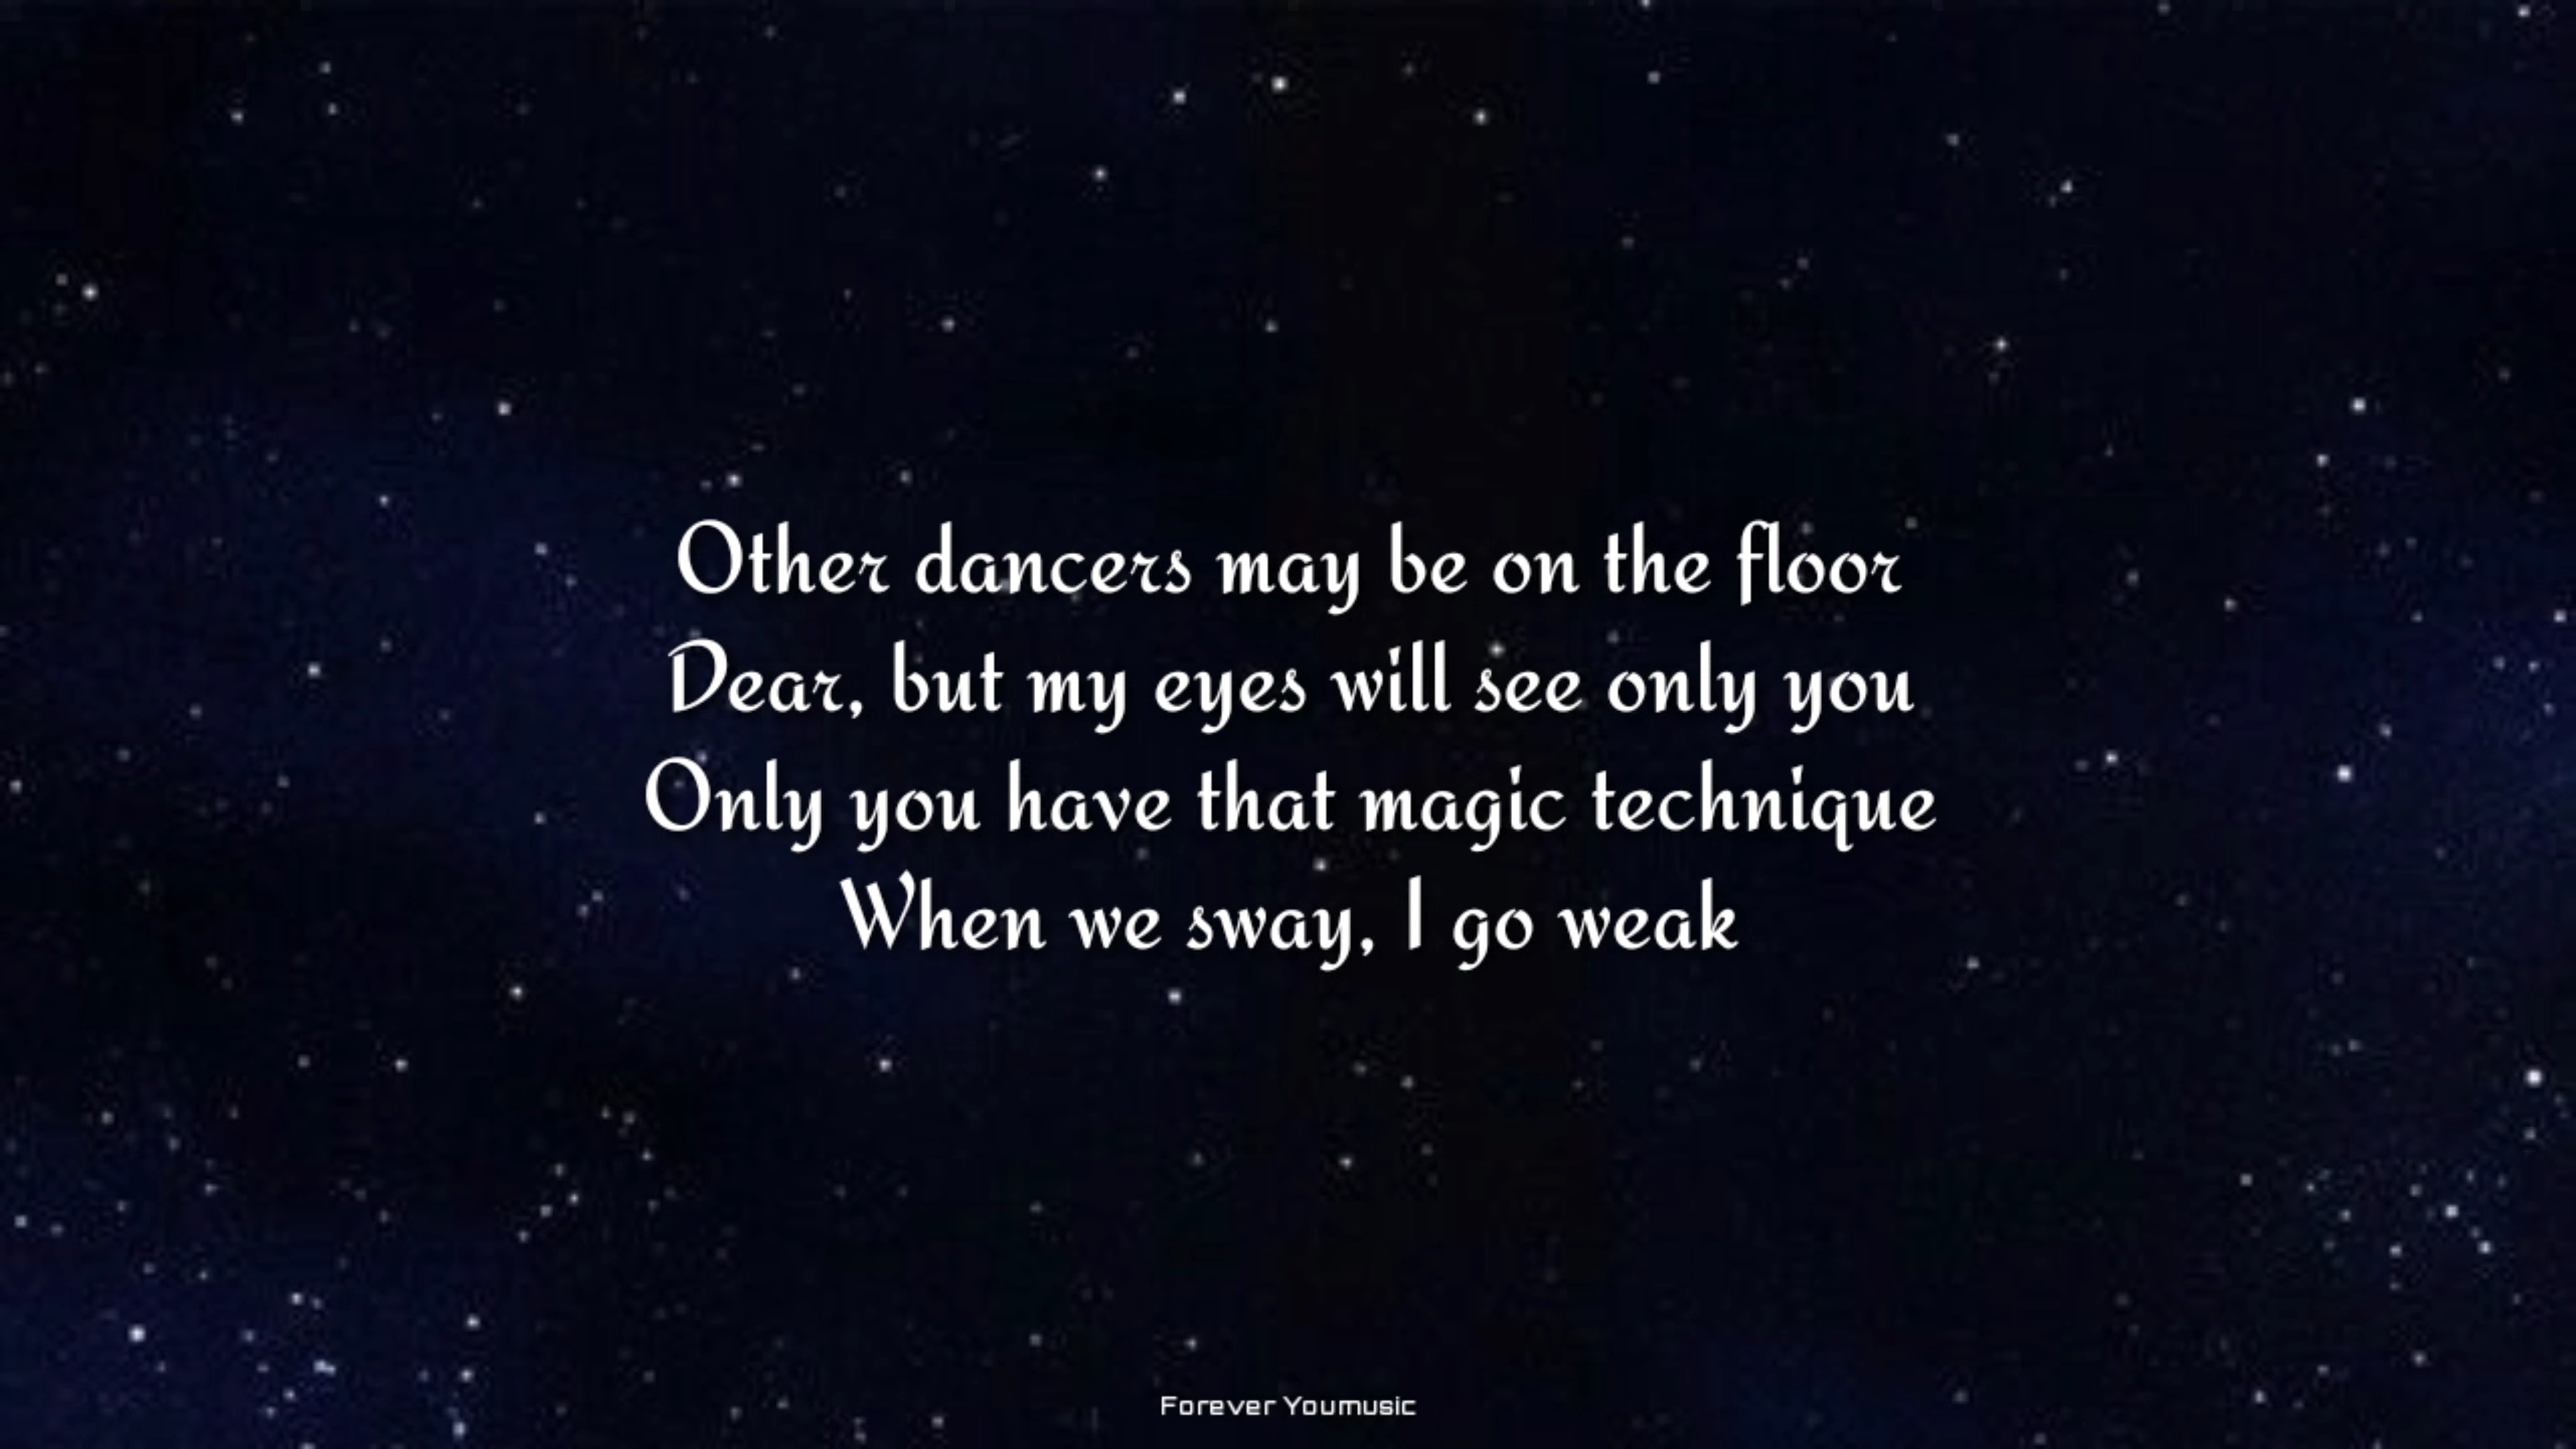 Other dancers may be on the floor
Dear, but my eyes will see only you
Only you have that magic technique
When we sway, I go weak
Forever Youmusic